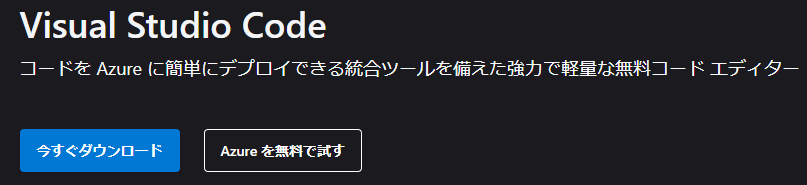 Visual Studio Code
コードを Azure に簡単にデプロイできる統合ツールを備えた強力で軽量な無料コード エディター
今すぐダウンロード
Azure を無料で試す